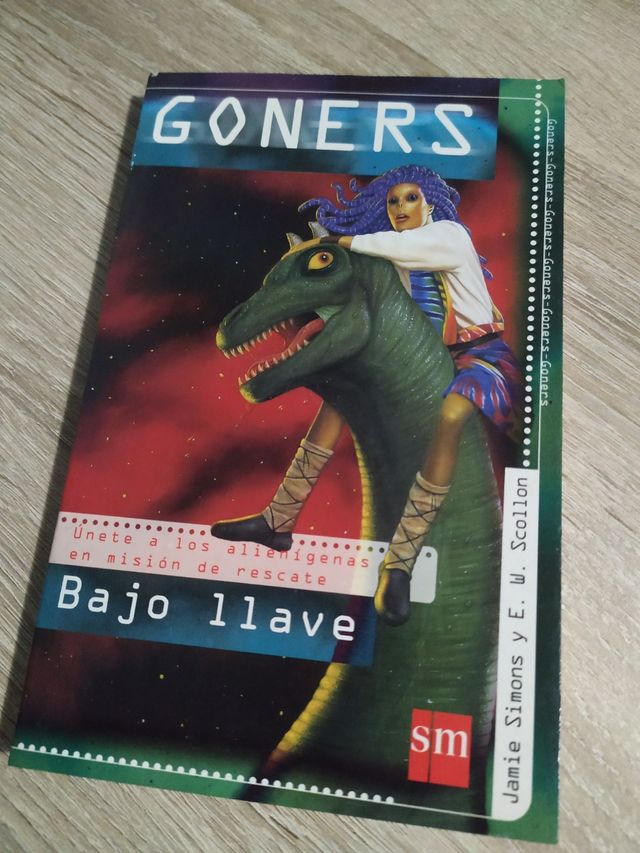 GONERS
Goners-Goners-Goners-Goners-Goners-Goners
Únete a los alienígenas
en misión de rescate
Bajo llave
Jamie Simons y E. W. Scollon
sm